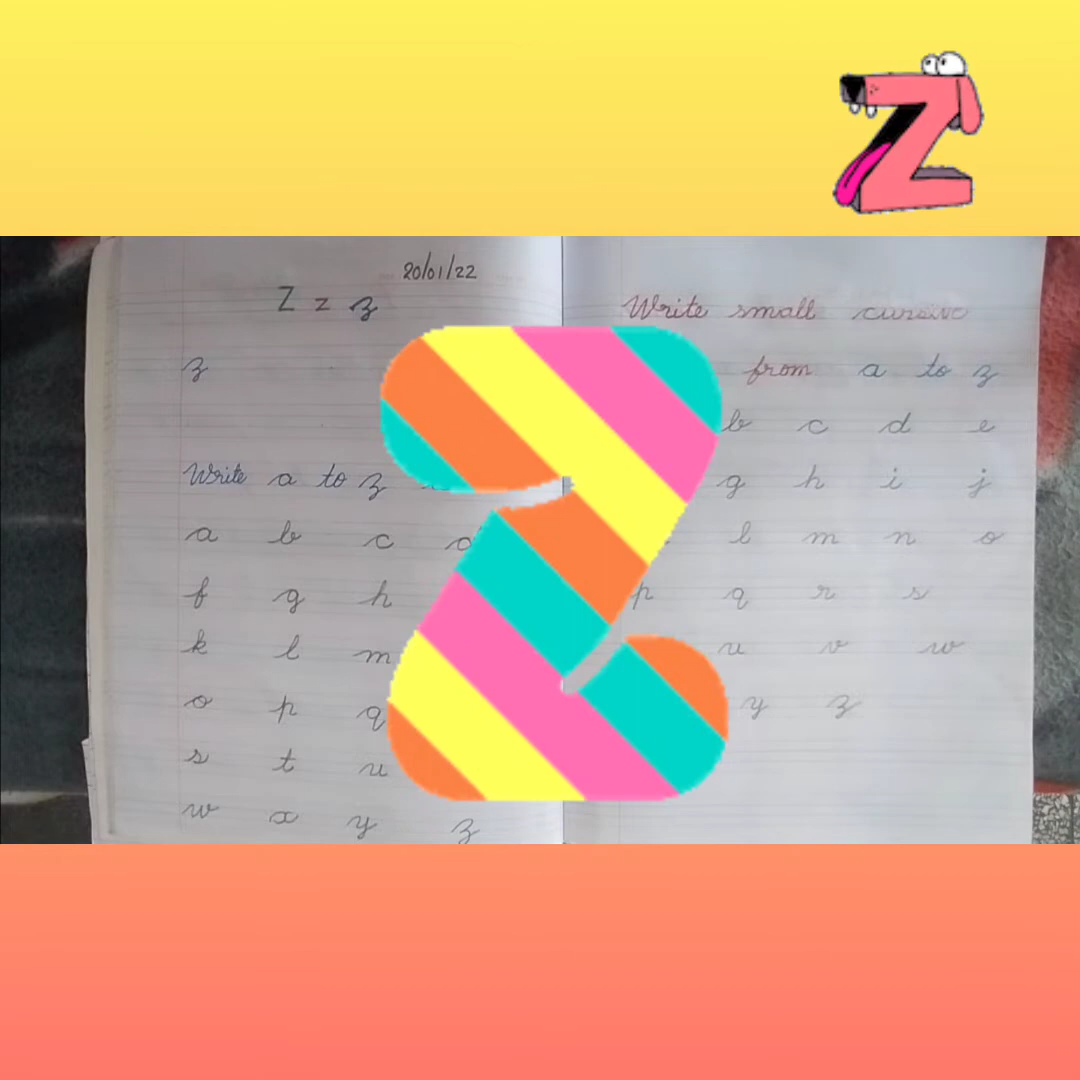 Z
20/01/22
Z z z
z
Write a to z
a b c d
f g h
k l m
o p q
s t u
w x y z
Write small cursive
from a to z
b c d e
g h i j
l m n o
p q r s
u v w
y z
Z